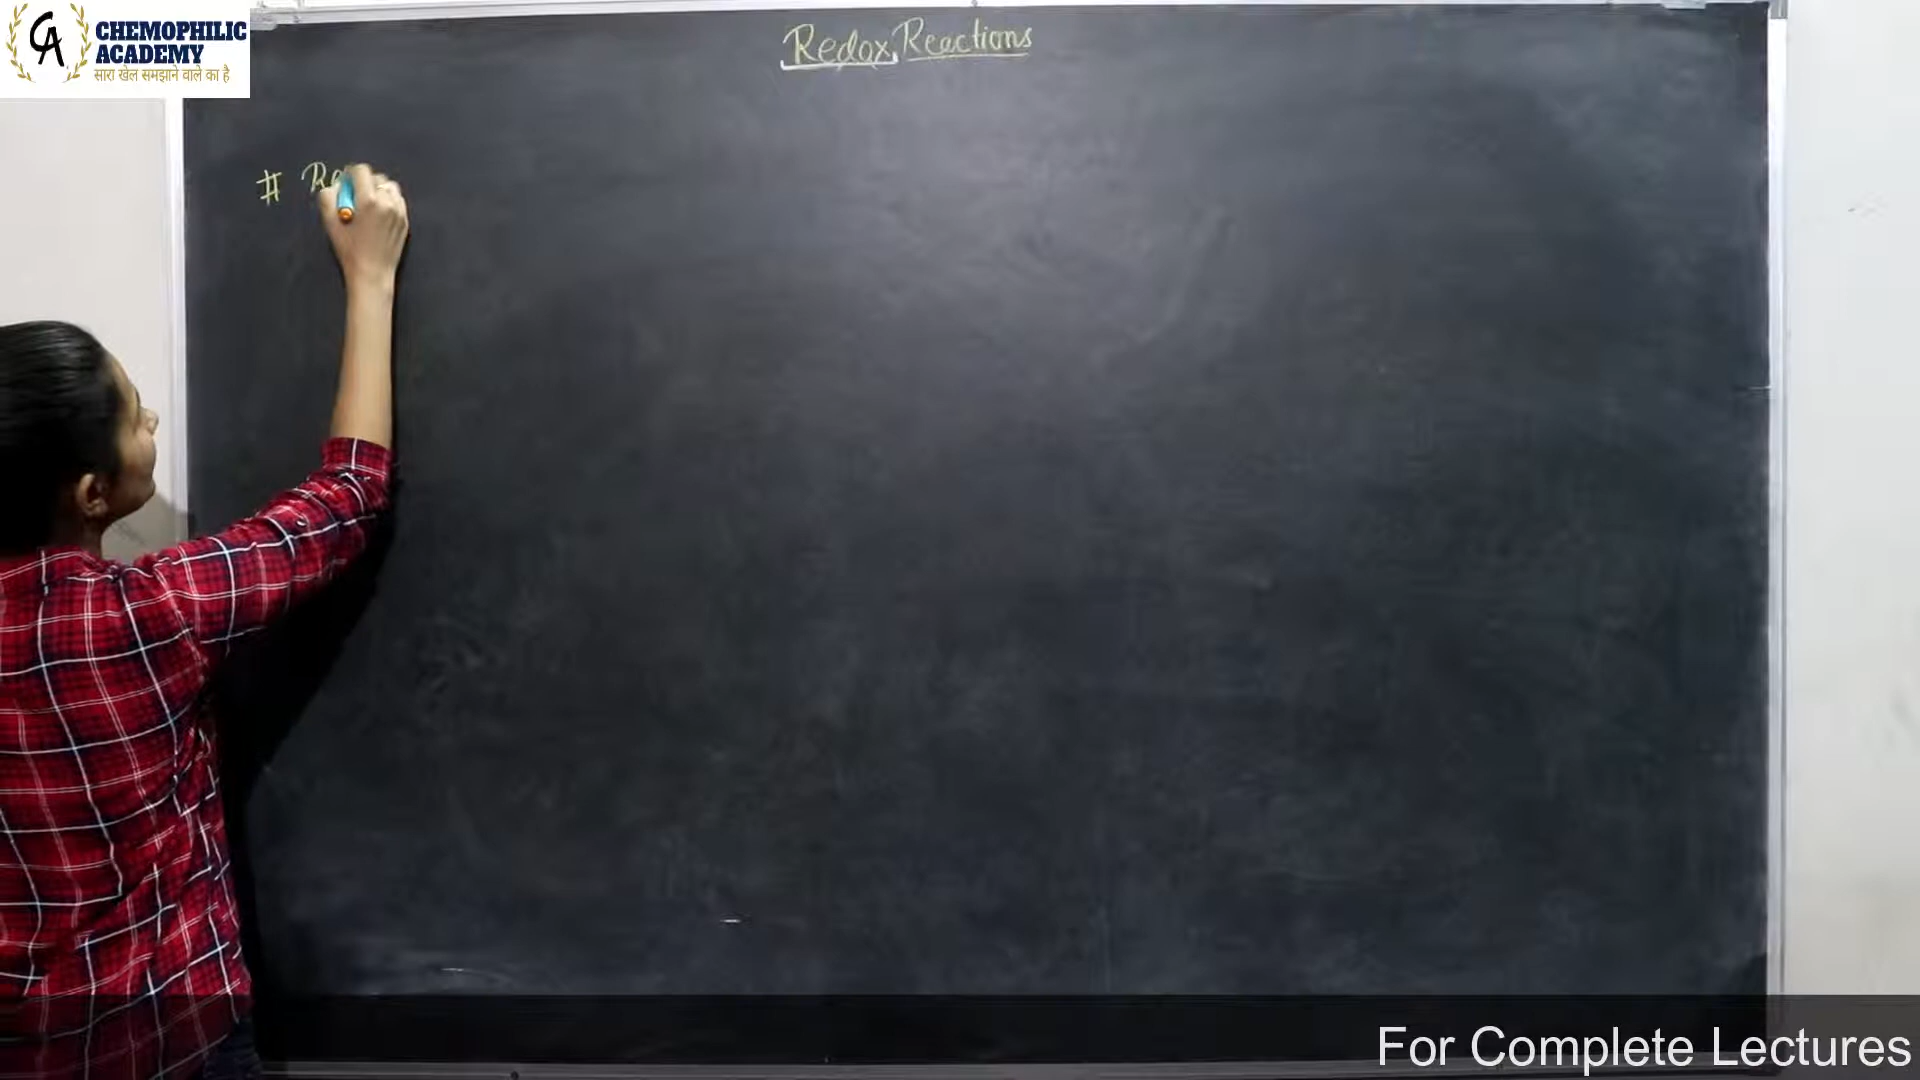 CHEMOPHILIC
ACADEMY
सारा खेल समझाने वाले का है
Redox Reactions
#
For Complete Lectures